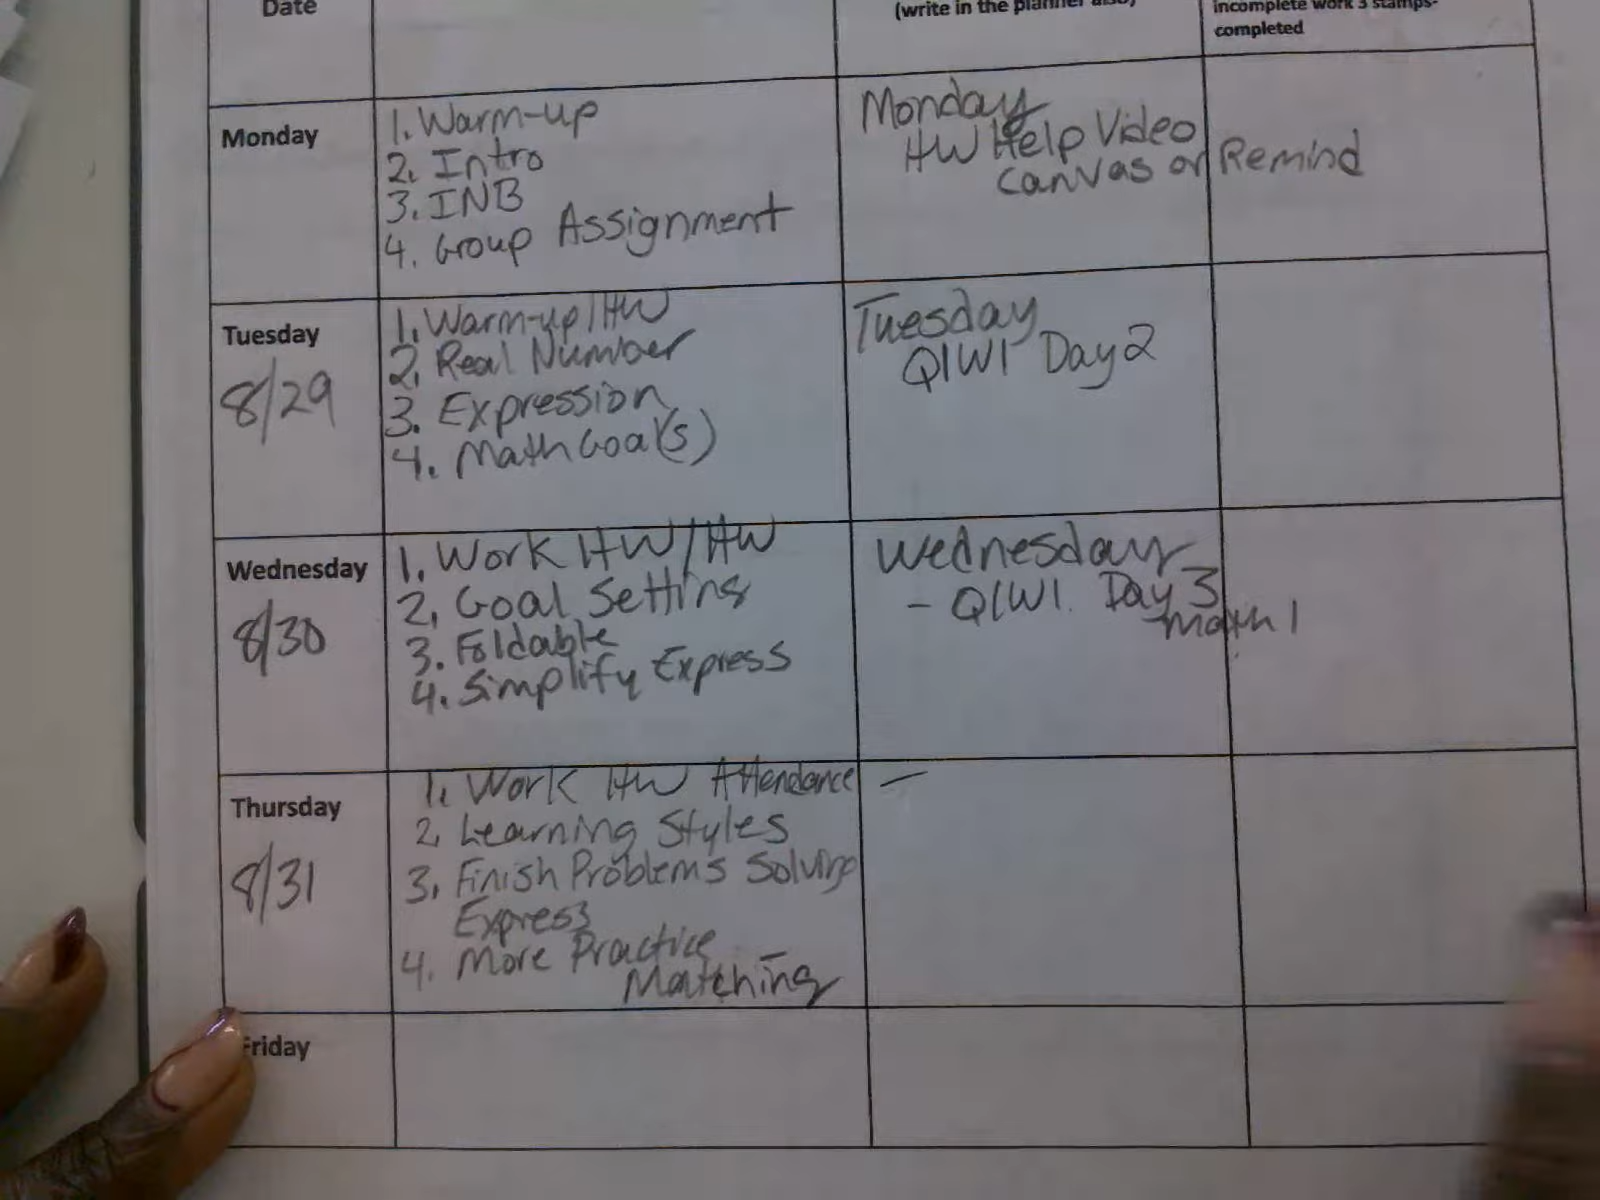 Date
(write in the planner also)
incomplete work 3 stamps-
completed
Monday
1. Warm-up
2. Intro
3. INB
4. Group Assignment
Monday
HW Help Video
Canvas or Remind
Tuesday
8/29
1. Warm-up/HW
2. Real Number
3. Expression
4. Math Goal(s)
Tuesday
Q1W1 Day 2
Wednesday
8/30
1. Work HW/HW
2. Goal Setting
3. Foldable
4. Simplify Express
Wednesday
- Q1W1. Day 3
-Math 1
Thursday
8/31
1. Work HW Attendance
2. Learning Styles
3. Finish Problems Solving
Express
4. More Practice -
Matching
—
Friday